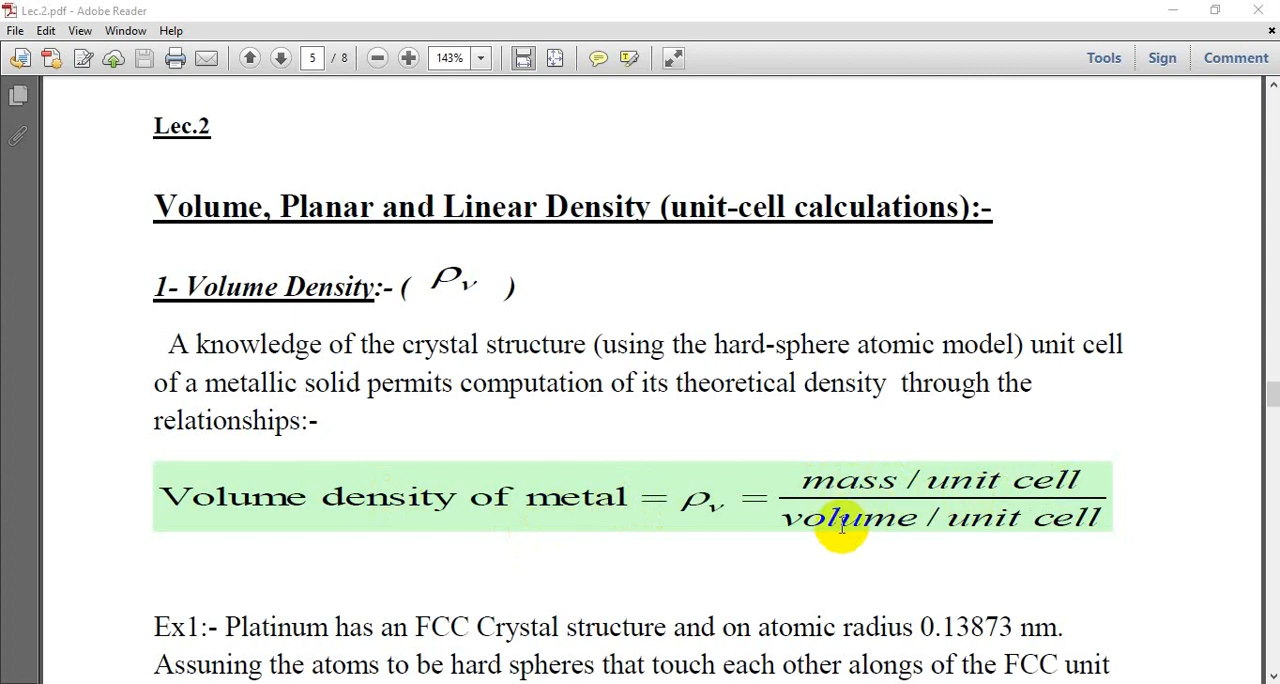 Lec.2.pdf - Adobe Reader
File Edit View Window Help
5 / 8 143% Tools Sign Comment
Lec.2
Volume, Planar and Linear Density (unit-cell calculations):-
1- Volume Density:- ( ρv )
A knowledge of the crystal structure (using the hard-sphere atomic model) unit cell
of a metallic solid permits computation of its theoretical density through the
relationships:-
Volume density of metal = ρv = mass / unit cell
volume / unit cell
Ex1:- Platinum has an FCC Crystal structure and on atomic radius 0.13873 nm.
Assuming the atoms to be hard spheres that touch each other alongs of the FCC unit